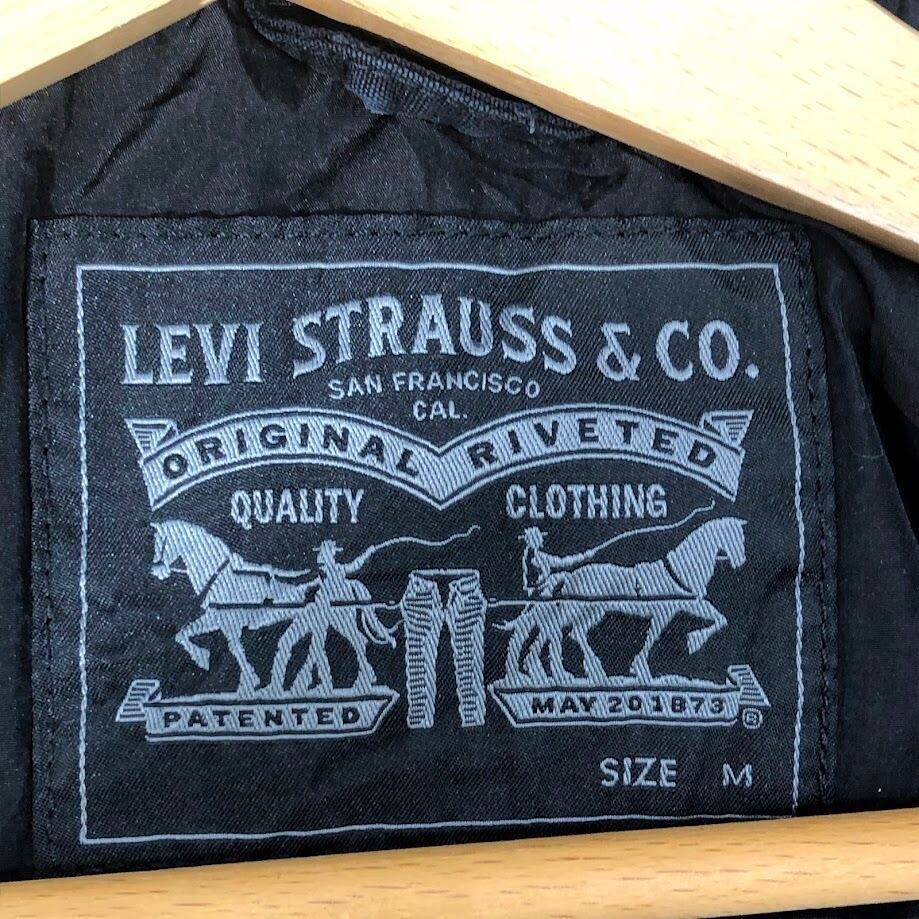 LEVI STRAUSS & CO.
SAN FRANCISCO
CAL.
ORIGINAL RIVETED
QUALITY CLOTHING
PATENTED MAY 20 1873 ®
SIZE M